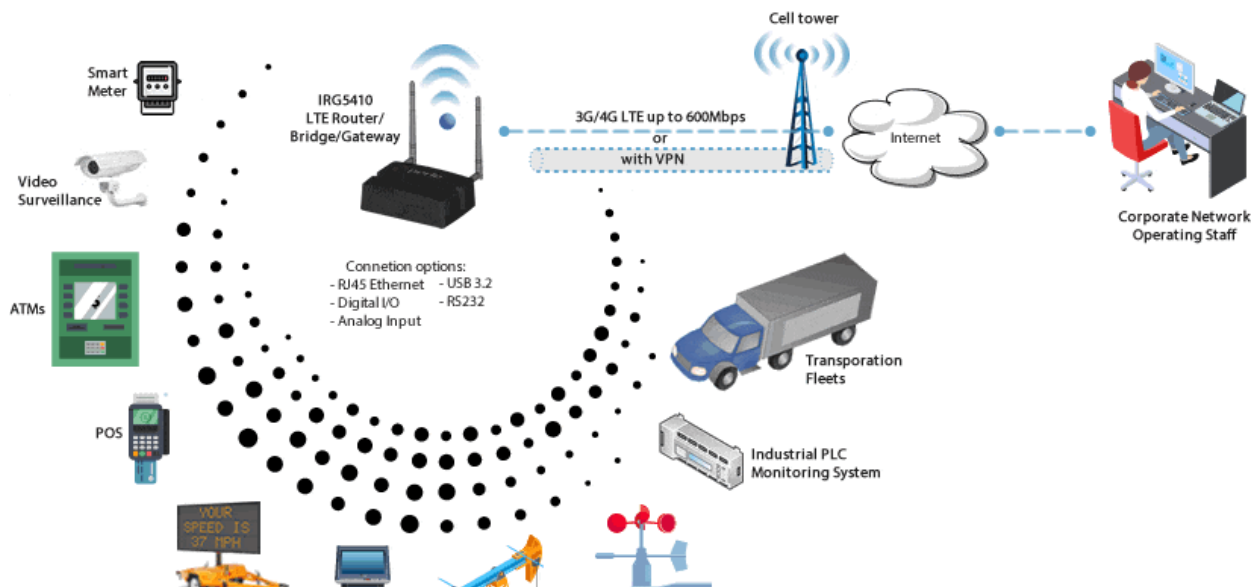 Cell tower
Smart
Meter
IRG5410
LTE Router/
Bridge/Gateway
3G/4G LTE up to 600Mbps
or
with VPN
Internet
Video
Surveillance
Corporate Network
Operating Staff
Connetion options:
- RJ45 Ethernet - USB 3.2
- Digital I/O - RS232
- Analog Input
ATMs
Transporation
Fleets
POS
Industrial PLC
Monitoring System
YOUR
SPEED IS
37 MPH